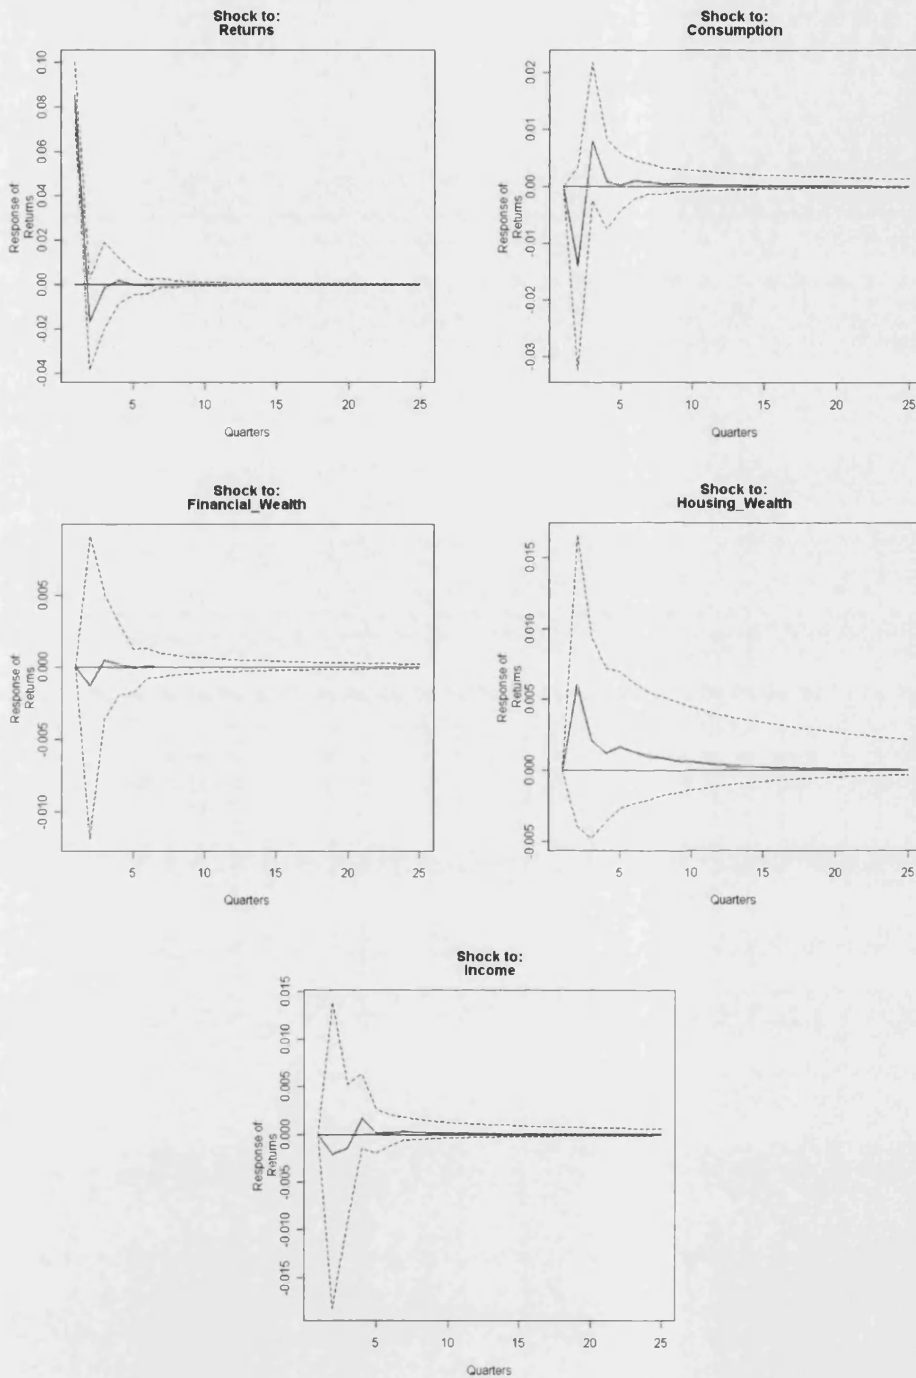 Shock to:
Returns
Response of
Returns
0.10
0.08
0.06
0.04
0.02
0.00
-0.02
-0.04
5
10
15
20
25
Quarters
Shock to:
Consumption
Response of
Returns
0.02
0.01
0.00
-0.01
-0.02
-0.03
5
10
15
20
25
Quarters
Shock to:
Financial_Wealth
Response of
Returns
0.005
0.000
-0.005
-0.010
5
10
15
20
25
Quarters
Shock to:
Housing_Wealth
Response of
Returns
0.015
0.010
0.005
0.000
-0.005
5
10
15
20
25
Quarters
Shock to:
Income
Response of
Returns
0.015
0.010
0.005
0.000
-0.005
-0.010
-0.015
5
10
15
20
25
Quarters